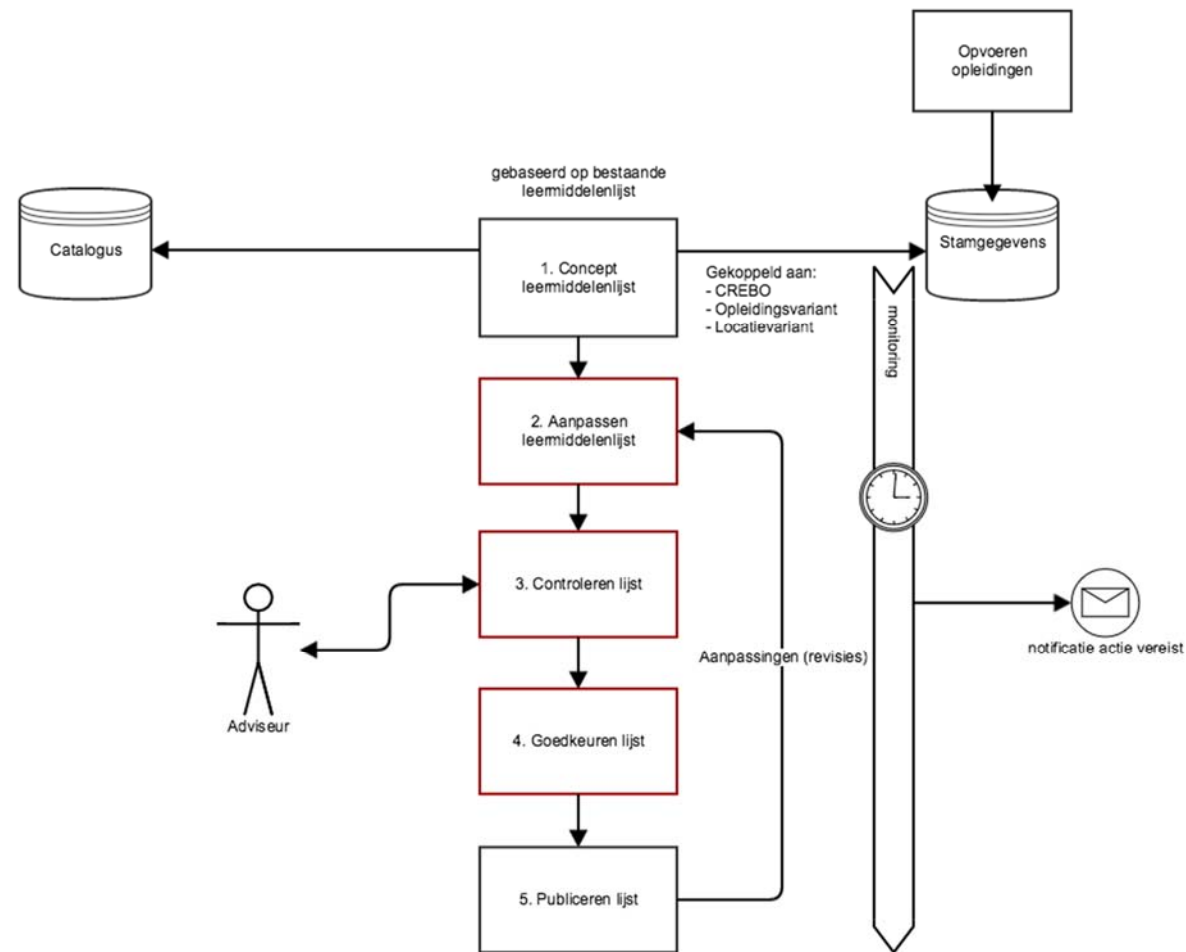 Opvoeren
opleidingen
gebaseerd op bestaande
leermiddelenlijst
Catalogus
1. Concept
leermiddelenlijst
Stamgegevens
Gekoppeld aan:
- CREBO
- Opleidingsvariant
- Locatievariant
monitoring
2. Aanpassen
leermiddelenlijst
3. Controleren lijst
Adviseur
Aanpassingen (revisies)
notificatie actie vereist
4. Goedkeuren lijst
5. Publiceren lijst